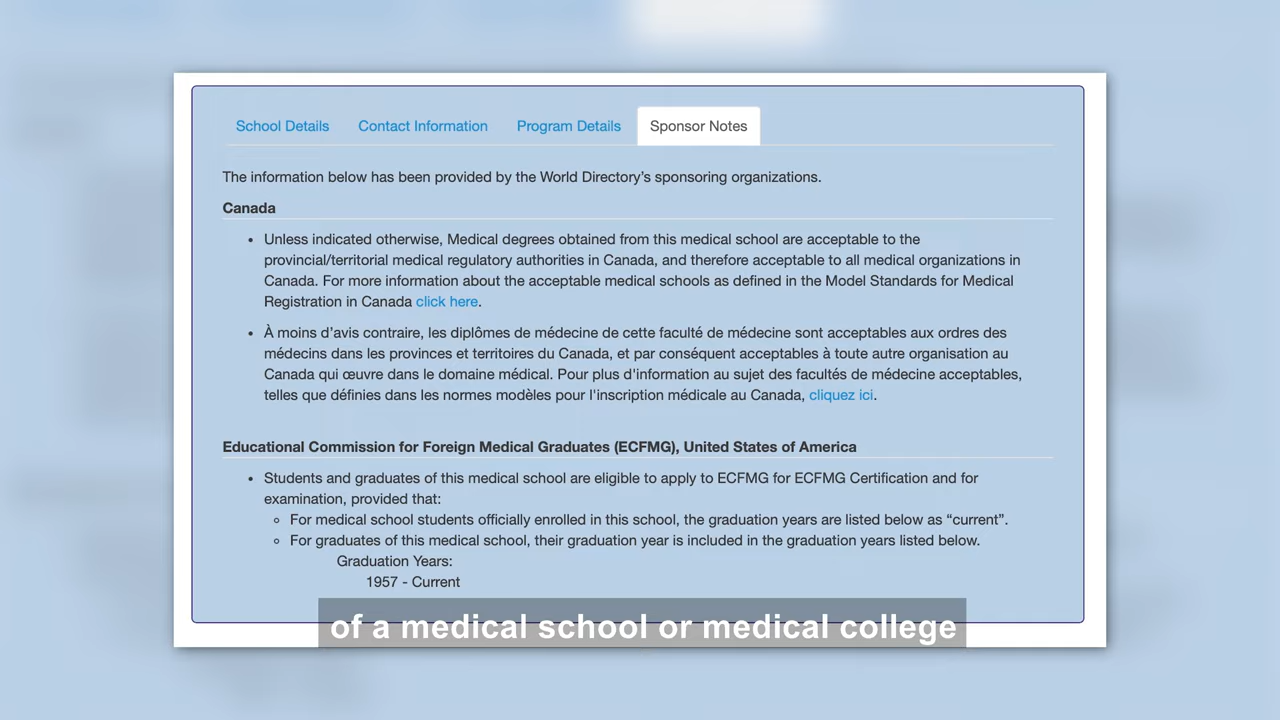 School Details Contact Information Program Details Sponsor Notes
The information below has been provided by the World Directory's sponsoring organizations.
Canada
• Unless indicated otherwise, Medical degrees obtained from this medical school are acceptable to the
provincial/territorial medical regulatory authorities in Canada, and therefore acceptable to all medical organizations in
Canada. For more information about the acceptable medical schools as defined in the Model Standards for Medical
Registration in Canada click here.
• À moins d'avis contraire, les diplômes de médecine de cette faculté de médecine sont acceptables aux ordres des
médecins dans les provinces et territoires du Canada, et par conséquent acceptables à toute autre organisation au
Canada qui œuvre dans le domaine médical. Pour plus d'information au sujet des facultés de médecine acceptables,
telles que définies dans les normes modèles pour l'inscription médicale au Canada, cliquez ici.
Educational Commission for Foreign Medical Graduates (ECFMG), United States of America
• Students and graduates of this medical school are eligible to apply to ECFMG for ECFMG Certification and for
examination, provided that:
◦ For medical school students officially enrolled in this school, the graduation years are listed below as “current”.
◦ For graduates of this medical school, their graduation year is included in the graduation years listed below.
Graduation Years:
1957 - Current
of a medical school or medical college